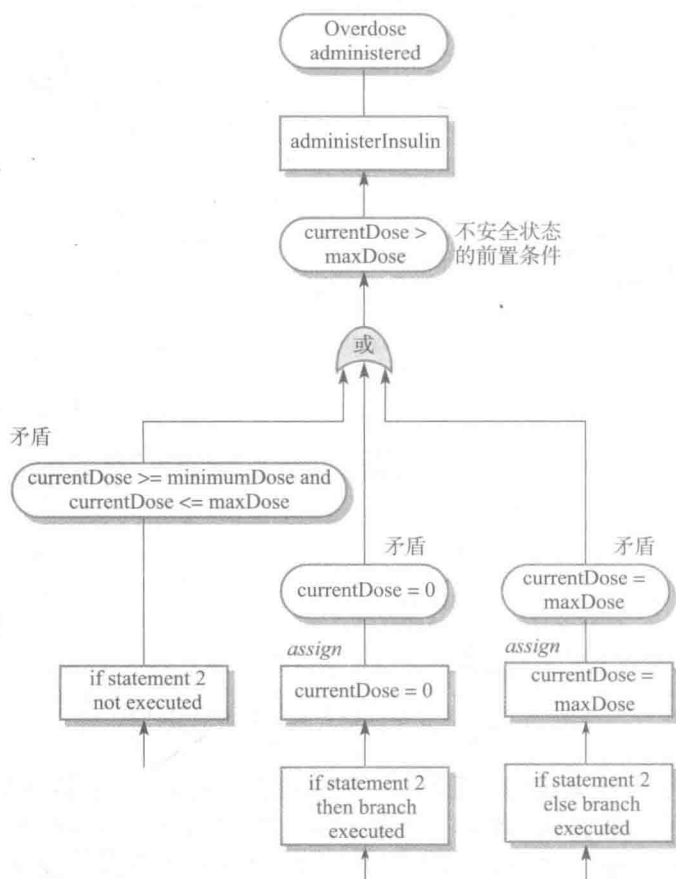 Overdose
administered
administerInsulin
currentDose >
maxDose
不安全状态
的前置条件
或
矛盾
currentDose >= minimumDose and
currentDose <= maxDose
矛盾
currentDose = 0
矛盾
currentDose =
maxDose
if statement 2
not executed
assign
currentDose = 0
assign
currentDose =
maxDose
if statement 2
then branch
executed
if statement 2
else branch
executed